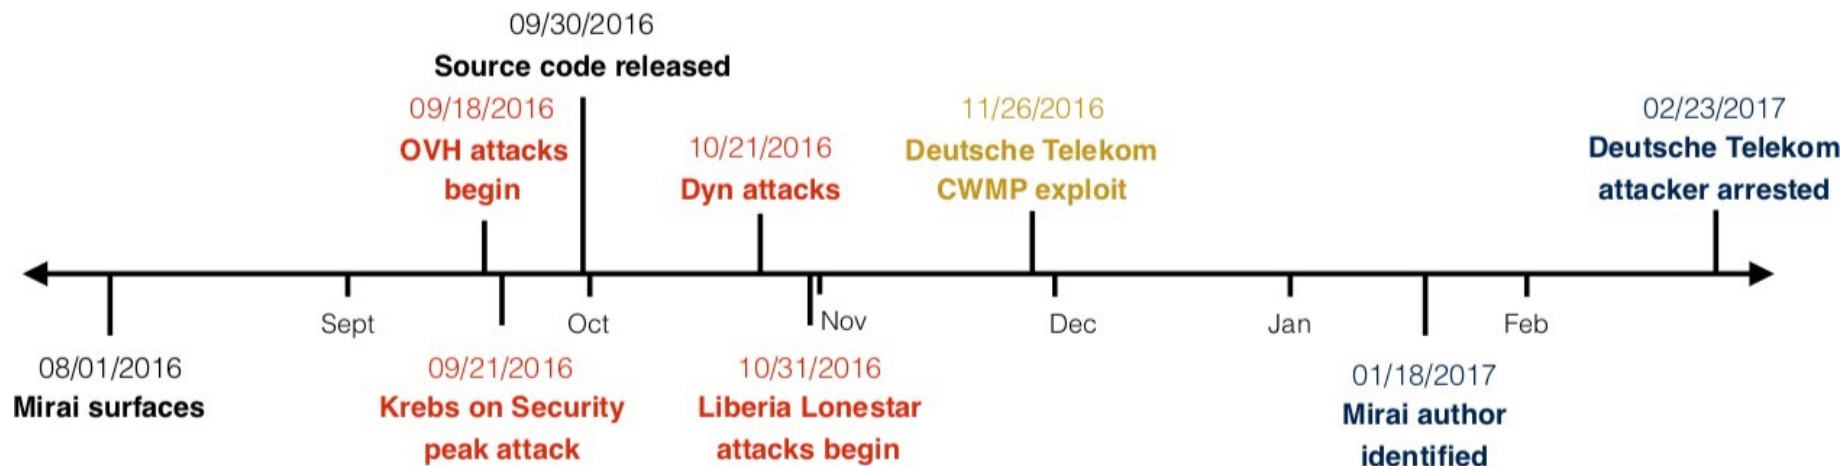 09/30/2016
Source code released
09/18/2016
OVH attacks
begin
10/21/2016
Dyn attacks
11/26/2016
Deutsche Telekom
CWMP exploit
02/23/2017
Deutsche Telekom
attacker arrested
Sept
Oct
Nov
Dec
Jan
Feb
08/01/2016
Mirai surfaces
09/21/2016
Krebs on Security
peak attack
10/31/2016
Liberia Lonestar
attacks begin
01/18/2017
Mirai author
identified